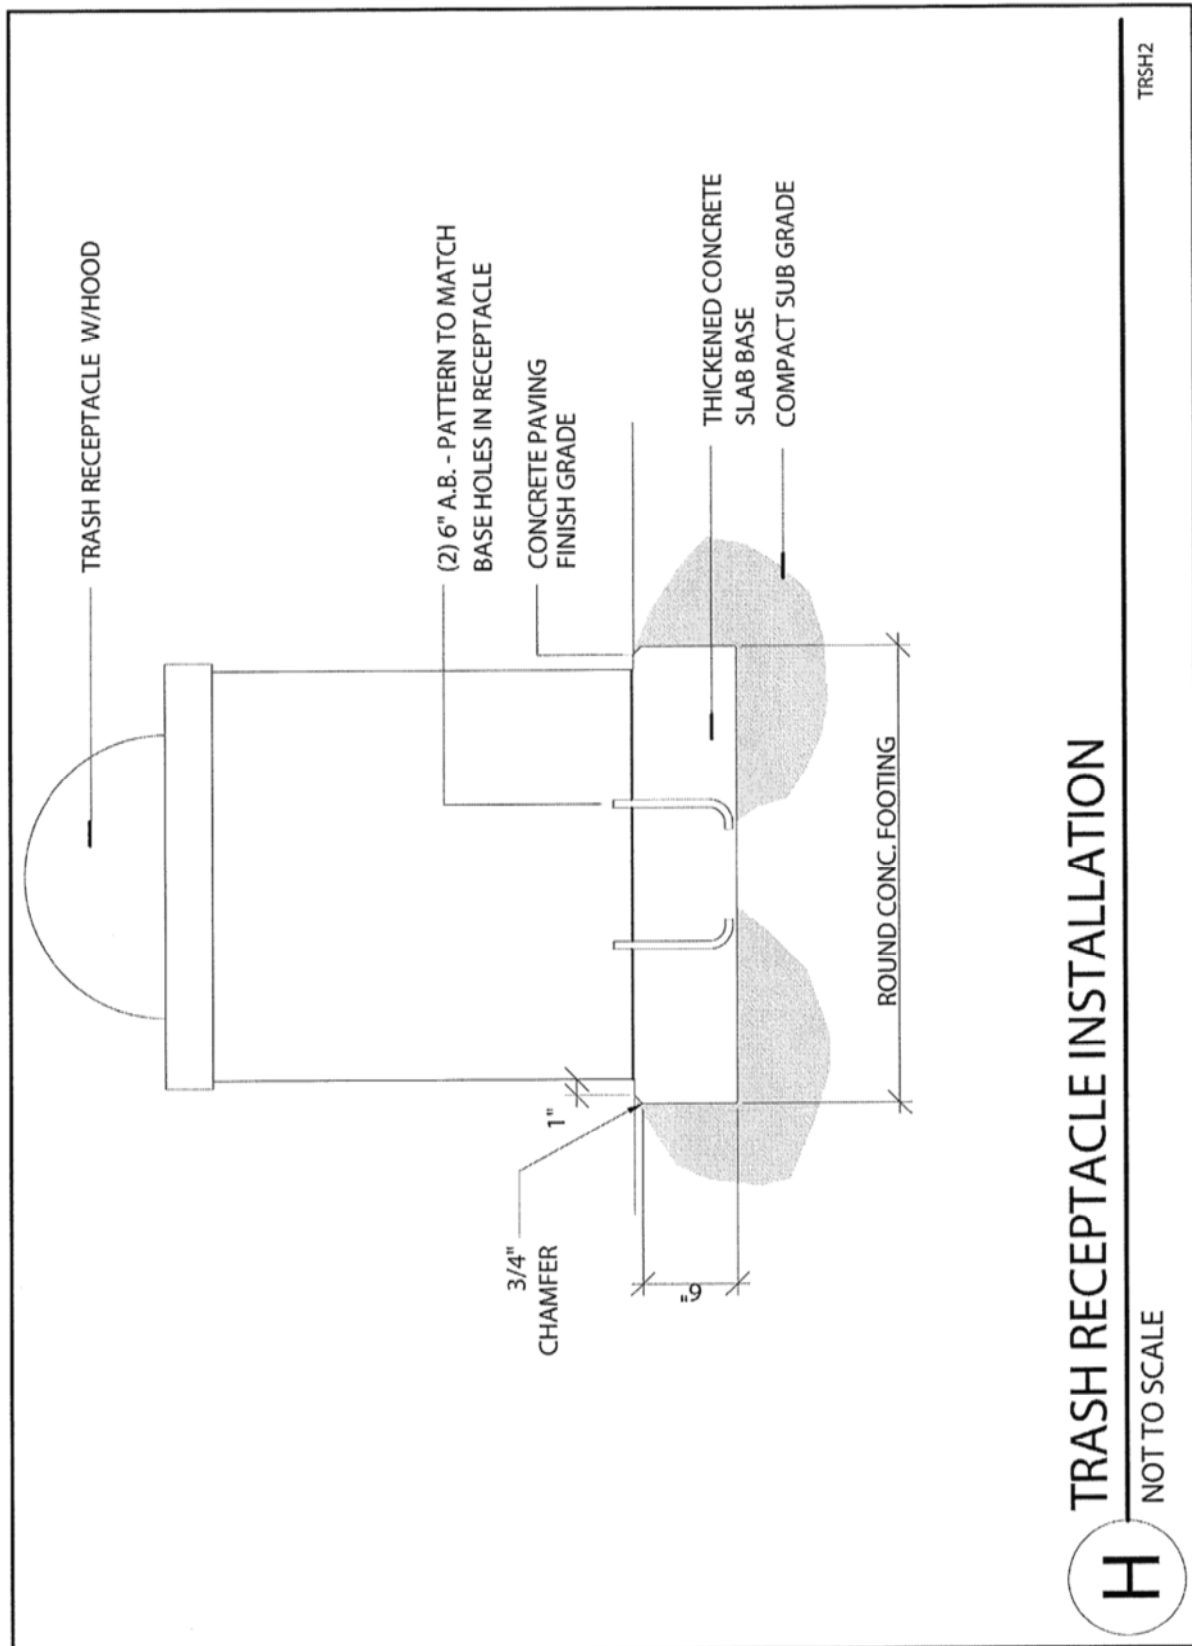 TRASH RECEPTACLE W/HOOD
(2) 6" A.B. - PATTERN TO MATCH
BASE HOLES IN RECEPTACLE
CONCRETE PAVING
FINISH GRADE
1"
3/4"
CHAMFER
6"
THICKENED CONCRETE
SLAB BASE
COMPACT SUB GRADE
ROUND CONC. FOOTING
H
TRASH RECEPTACLE INSTALLATION
NOT TO SCALE
TRSH2